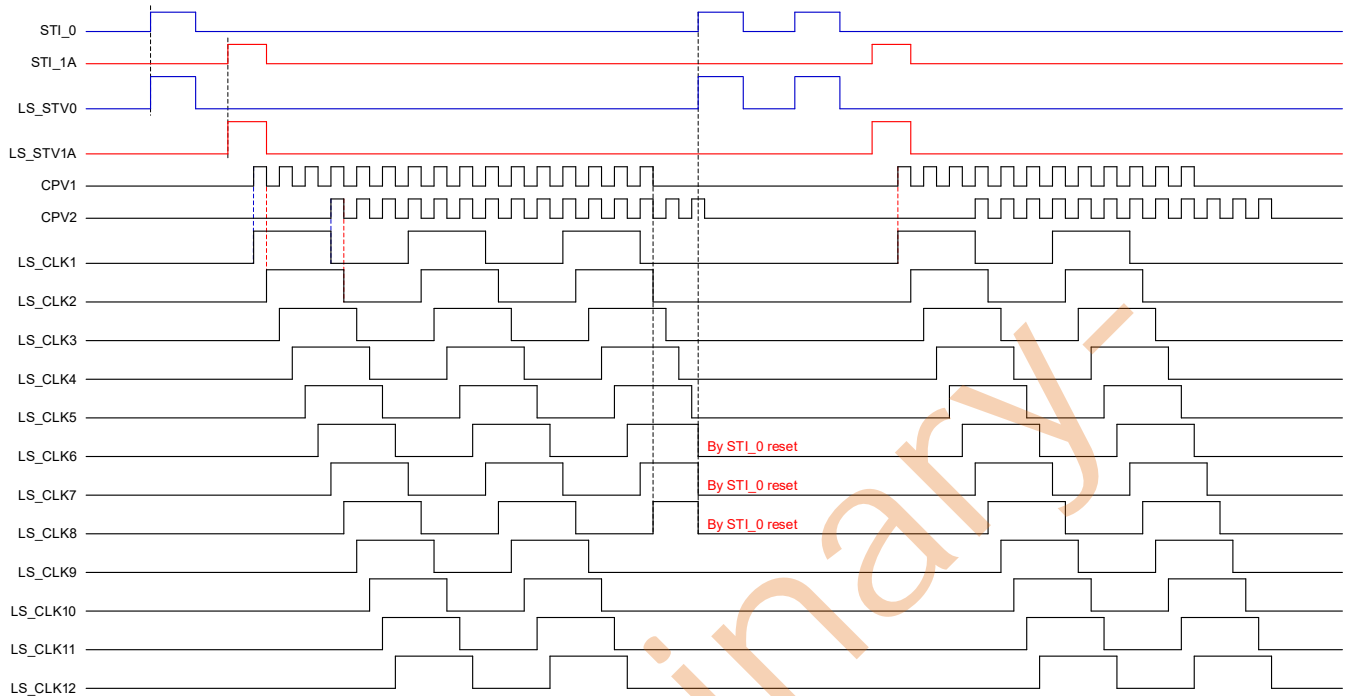 STI_0
STI_1A
LS_STV0
LS_STV1A
CPV1
CPV2
LS_CLK1
LS_CLK2
LS_CLK3
LS_CLK4
LS_CLK5
LS_CLK6 By STI_0 reset
LS_CLK7 By STI_0 reset
LS_CLK8 By STI_0 reset
LS_CLK9
LS_CLK10
LS_CLK11
LS_CLK12
inary-